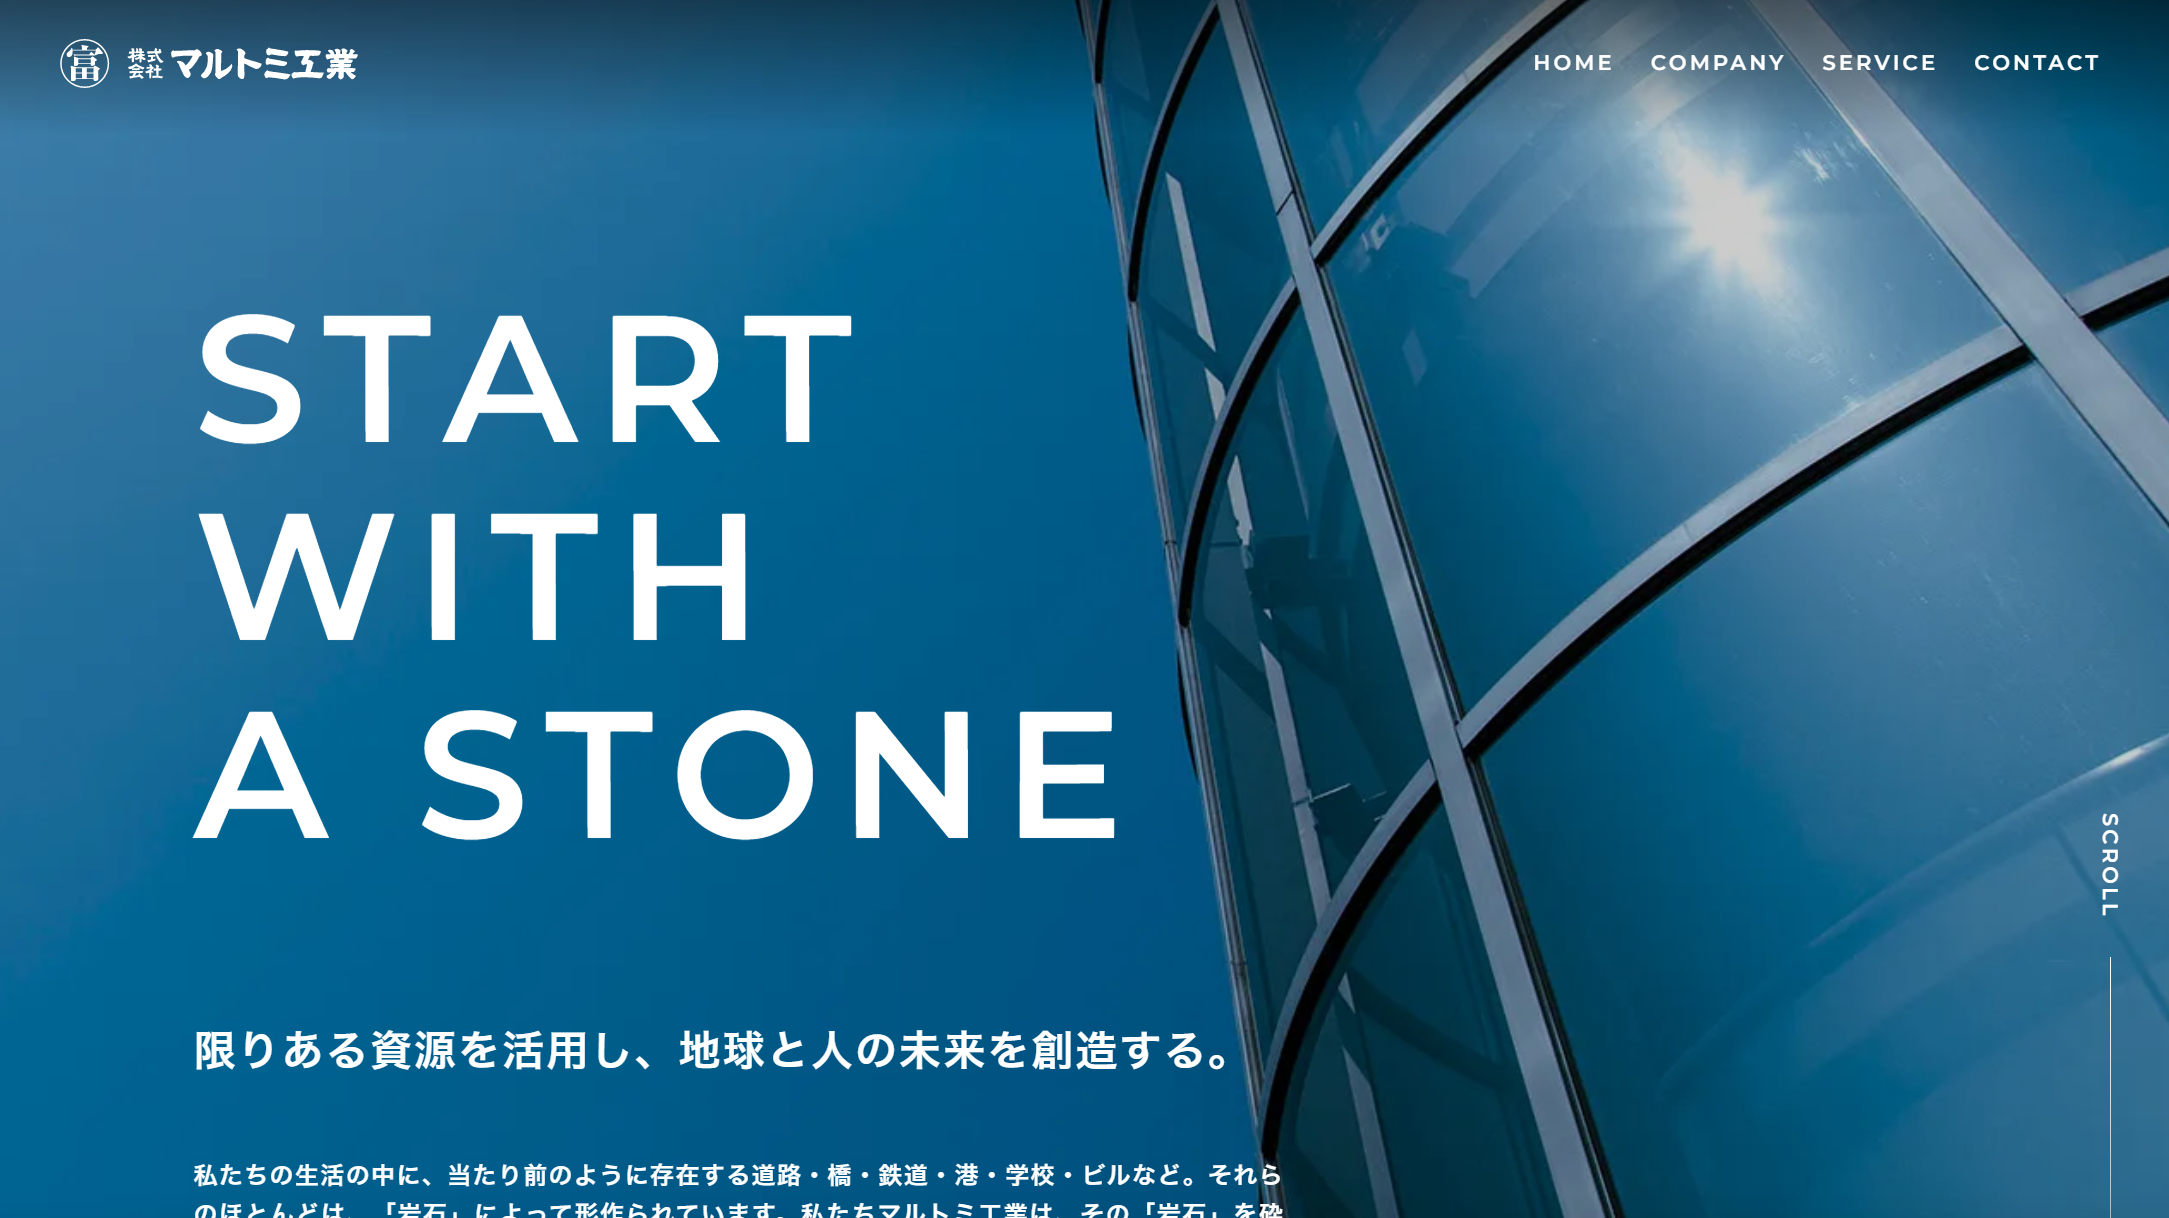 富 株式会社 マルトミ工業
HOME COMPANY SERVICE CONTACT
START
WITH
A STONE
SCROLL
限りある資源を活用し、地球と人の未来を創造する。
私たちの生活の中に、当たり前のように存在する道路・橋・鉄道・港・学校・ビルなど。それら
のほとんどは、「岩石」によって形作られています。私たちマルトミ工業は、その「岩石」を砕